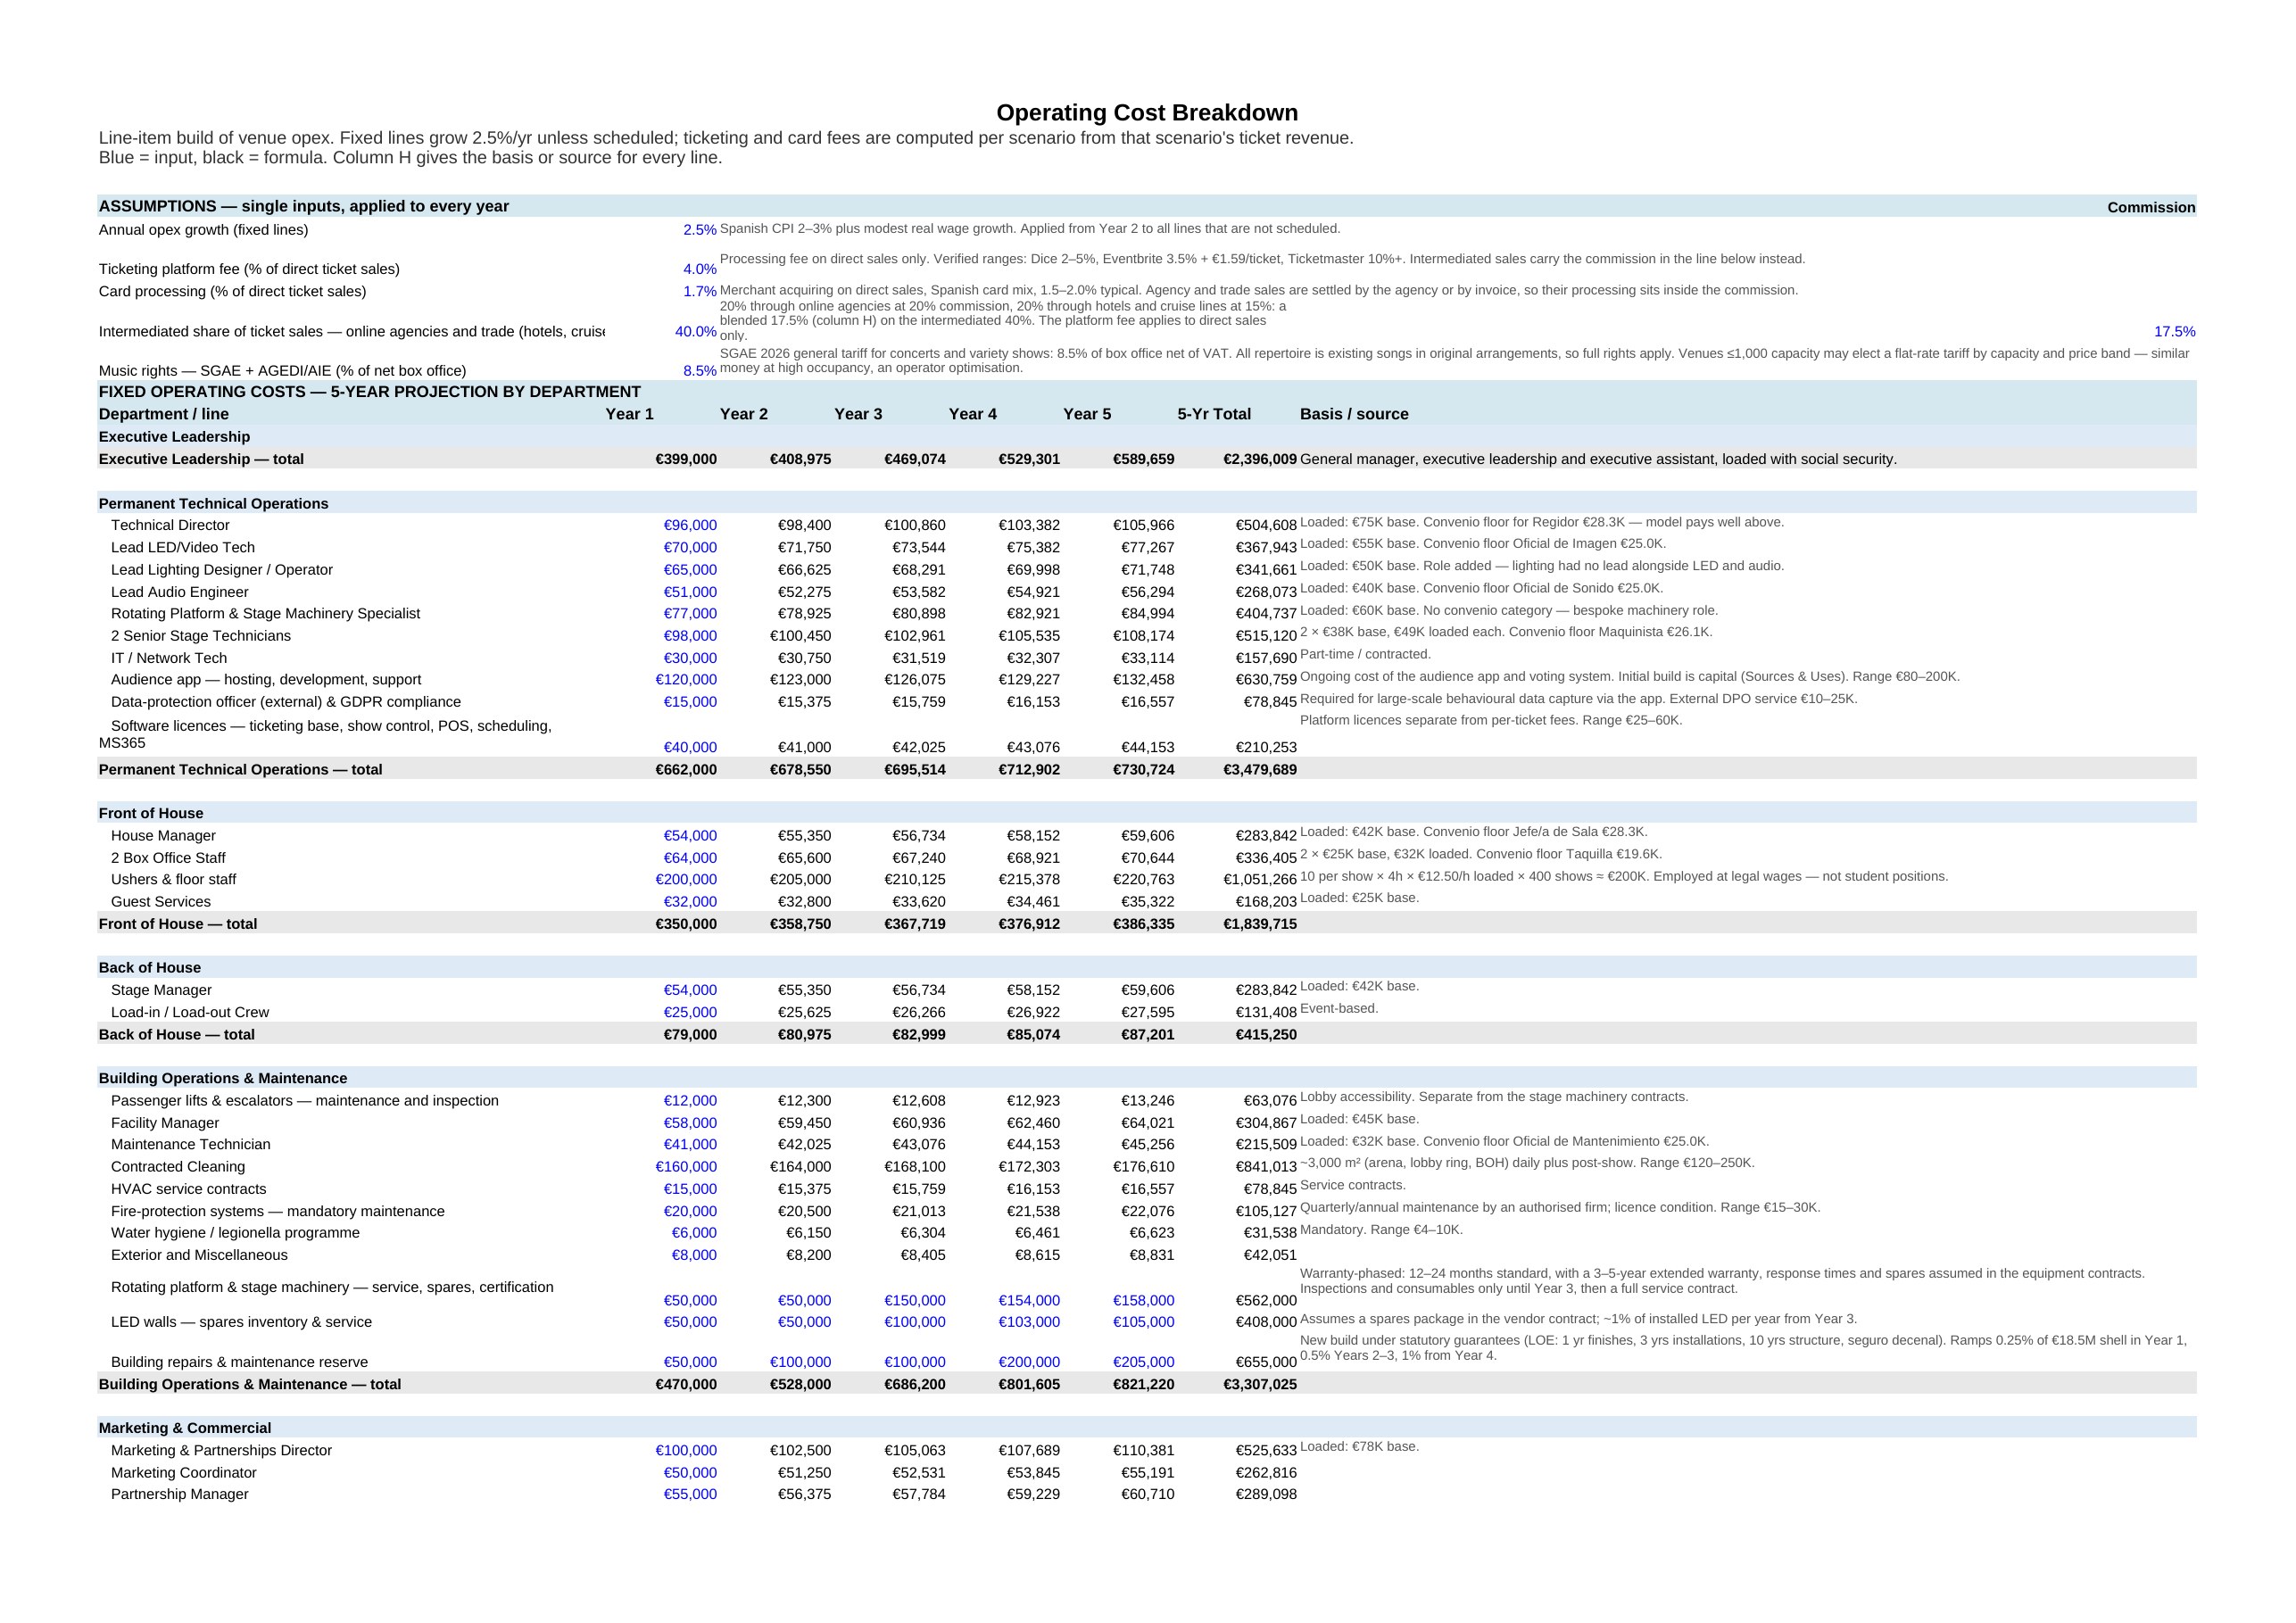 Operating Cost Breakdown
Line-item build of venue opex. Fixed lines grow 2.5%/yr unless scheduled; ticketing and card fees are computed per scenario from that scenario's ticket revenue.
Blue = input, black = formula. Column H gives the basis or source for every line.
ASSUMPTIONS — single inputs, applied to every year Commission
Annual opex growth (fixed lines) 2.5% Spanish CPI 2–3% plus modest real wage growth. Applied from Year 2 to all lines that are not scheduled.
Ticketing platform fee (% of direct ticket sales) 4.0% Processing fee on direct sales only. Verified ranges: Dice 2–5%, Eventbrite 3.5% + €1.59/ticket, Ticketmaster 10%+. Intermediated sales carry the commission in the line below instead.
Card processing (% of direct ticket sales) 1.7% Merchant acquiring on direct sales, Spanish card mix, 1.5–2.0% typical. Agency and trade sales are settled by the agency or by invoice, so their processing sits inside the commission.
20% through online agencies at 20% commission, 20% through hotels and cruise lines at 15%: a
blended 17.5% (column H) on the intermediated 40%. The platform fee applies to direct sales
Intermediated share of ticket sales — online agencies and trade (hotels, cruise 40.0% only. 17.5%
SGAE 2026 general tariff for concerts and variety shows: 8.5% of box office net of VAT. All repertoire is existing songs in original arrangements, so full rights apply. Venues ≤1,000 capacity may elect a flat-rate tariff by capacity and price band — similar
Music rights — SGAE + AGEDI/AIE (% of net box office) 8.5% money at high occupancy, an operator optimisation.
FIXED OPERATING COSTS — 5-YEAR PROJECTION BY DEPARTMENT
Department / line Year 1 Year 2 Year 3 Year 4 Year 5 5-Yr Total Basis / source
Executive Leadership
Executive Leadership — total €399,000 €408,975 €469,074 €529,301 €589,659 €2,396,009 General manager, executive leadership and executive assistant, loaded with social security.
Permanent Technical Operations
Technical Director €96,000 €98,400 €100,860 €103,382 €105,966 €504,608 Loaded: €75K base. Convenio floor for Regidor €28.3K — model pays well above.
Lead LED/Video Tech €70,000 €71,750 €73,544 €75,382 €77,267 €367,943 Loaded: €55K base. Convenio floor Oficial de Imagen €25.0K.
Lead Lighting Designer / Operator €65,000 €66,625 €68,291 €69,998 €71,748 €341,661 Loaded: €50K base. Role added — lighting had no lead alongside LED and audio.
Lead Audio Engineer €51,000 €52,275 €53,582 €54,921 €56,294 €268,073 Loaded: €40K base. Convenio floor Oficial de Sonido €25.0K.
Rotating Platform & Stage Machinery Specialist €77,000 €78,925 €80,898 €82,921 €84,994 €404,737 Loaded: €60K base. No convenio category — bespoke machinery role.
2 Senior Stage Technicians €98,000 €100,450 €102,961 €105,535 €108,174 €515,120 2 × €38K base, €49K loaded each. Convenio floor Maquinista €26.1K.
IT / Network Tech €30,000 €30,750 €31,519 €32,307 €33,114 €157,690 Part-time / contracted.
Audience app — hosting, development, support €120,000 €123,000 €126,075 €129,227 €132,458 €630,759 Ongoing cost of the audience app and voting system. Initial build is capital (Sources & Uses). Range €80–200K.
Data-protection officer (external) & GDPR compliance €15,000 €15,375 €15,759 €16,153 €16,557 €78,845 Required for large-scale behavioural data capture via the app. External DPO service €10–25K.
Software licences — ticketing base, show control, POS, scheduling, Platform licences separate from per-ticket fees. Range €25–60K.
MS365 €40,000 €41,000 €42,025 €43,076 €44,153 €210,253
Permanent Technical Operations — total €662,000 €678,550 €695,514 €712,902 €730,724 €3,479,689
Front of House
House Manager €54,000 €55,350 €56,734 €58,152 €59,606 €283,842 Loaded: €42K base. Convenio floor Jefe/a de Sala €28.3K.
2 Box Office Staff €64,000 €65,600 €67,240 €68,921 €70,644 €336,405 2 × €25K base, €32K loaded. Convenio floor Taquilla €19.6K.
Ushers & floor staff €200,000 €205,000 €210,125 €215,378 €220,763 €1,051,266 10 per show × 4h × €12.50/h loaded × 400 shows ≈ €200K. Employed at legal wages — not student positions.
Guest Services €32,000 €32,800 €33,620 €34,461 €35,322 €168,203 Loaded: €25K base.
Front of House — total €350,000 €358,750 €367,719 €376,912 €386,335 €1,839,715
Back of House
Stage Manager €54,000 €55,350 €56,734 €58,152 €59,606 €283,842 Loaded: €42K base.
Load-in / Load-out Crew €25,000 €25,625 €26,266 €26,922 €27,595 €131,408 Event-based.
Back of House — total €79,000 €80,975 €82,999 €85,074 €87,201 €415,250
Building Operations & Maintenance
Passenger lifts & escalators — maintenance and inspection €12,000 €12,300 €12,608 €12,923 €13,246 €63,076 Lobby accessibility. Separate from the stage machinery contracts.
Facility Manager €58,000 €59,450 €60,936 €62,460 €64,021 €304,867 Loaded: €45K base.
Maintenance Technician €41,000 €42,025 €43,076 €44,153 €45,256 €215,509 Loaded: €32K base. Convenio floor Oficial de Mantenimiento €25.0K.
Contracted Cleaning €160,000 €164,000 €168,100 €172,303 €176,610 €841,013 ~3,000 m² (arena, lobby ring, BOH) daily plus post-show. Range €120–250K.
HVAC service contracts €15,000 €15,375 €15,759 €16,153 €16,557 €78,845 Service contracts.
Fire-protection systems — mandatory maintenance €20,000 €20,500 €21,013 €21,538 €22,076 €105,127 Quarterly/annual maintenance by an authorised firm; licence condition. Range €15–30K.
Water hygiene / legionella programme €6,000 €6,150 €6,304 €6,461 €6,623 €31,538 Mandatory. Range €4–10K.
Exterior and Miscellaneous €8,000 €8,200 €8,405 €8,615 €8,831 €42,051
Warranty-phased: 12–24 months standard, with a 3–5-year extended warranty, response times and spares assumed in the equipment contracts.
Rotating platform & stage machinery — service, spares, certification €50,000 €50,000 €150,000 €154,000 €158,000 €562,000 Inspections and consumables only until Year 3, then a full service contract.
LED walls — spares inventory & service €50,000 €50,000 €100,000 €103,000 €105,000 €408,000 Assumes a spares package in the vendor contract; ~1% of installed LED per year from Year 3.
New build under statutory guarantees (LOE: 1 yr finishes, 3 yrs installations, 10 yrs structure, seguro decenal). Ramps 0.25% of €18.5M shell in Year 1,
Building repairs & maintenance reserve €50,000 €100,000 €100,000 €200,000 €205,000 €655,000 0.5% Years 2–3, 1% from Year 4.
Building Operations & Maintenance — total €470,000 €528,000 €686,200 €801,605 €821,220 €3,307,025
Marketing & Commercial
Marketing & Partnerships Director €100,000 €102,500 €105,063 €107,689 €110,381 €525,633 Loaded: €78K base.
Marketing Coordinator €50,000 €51,250 €52,531 €53,845 €55,191 €262,816
Partnership Manager €55,000 €56,375 €57,784 €59,229 €60,710 €289,098